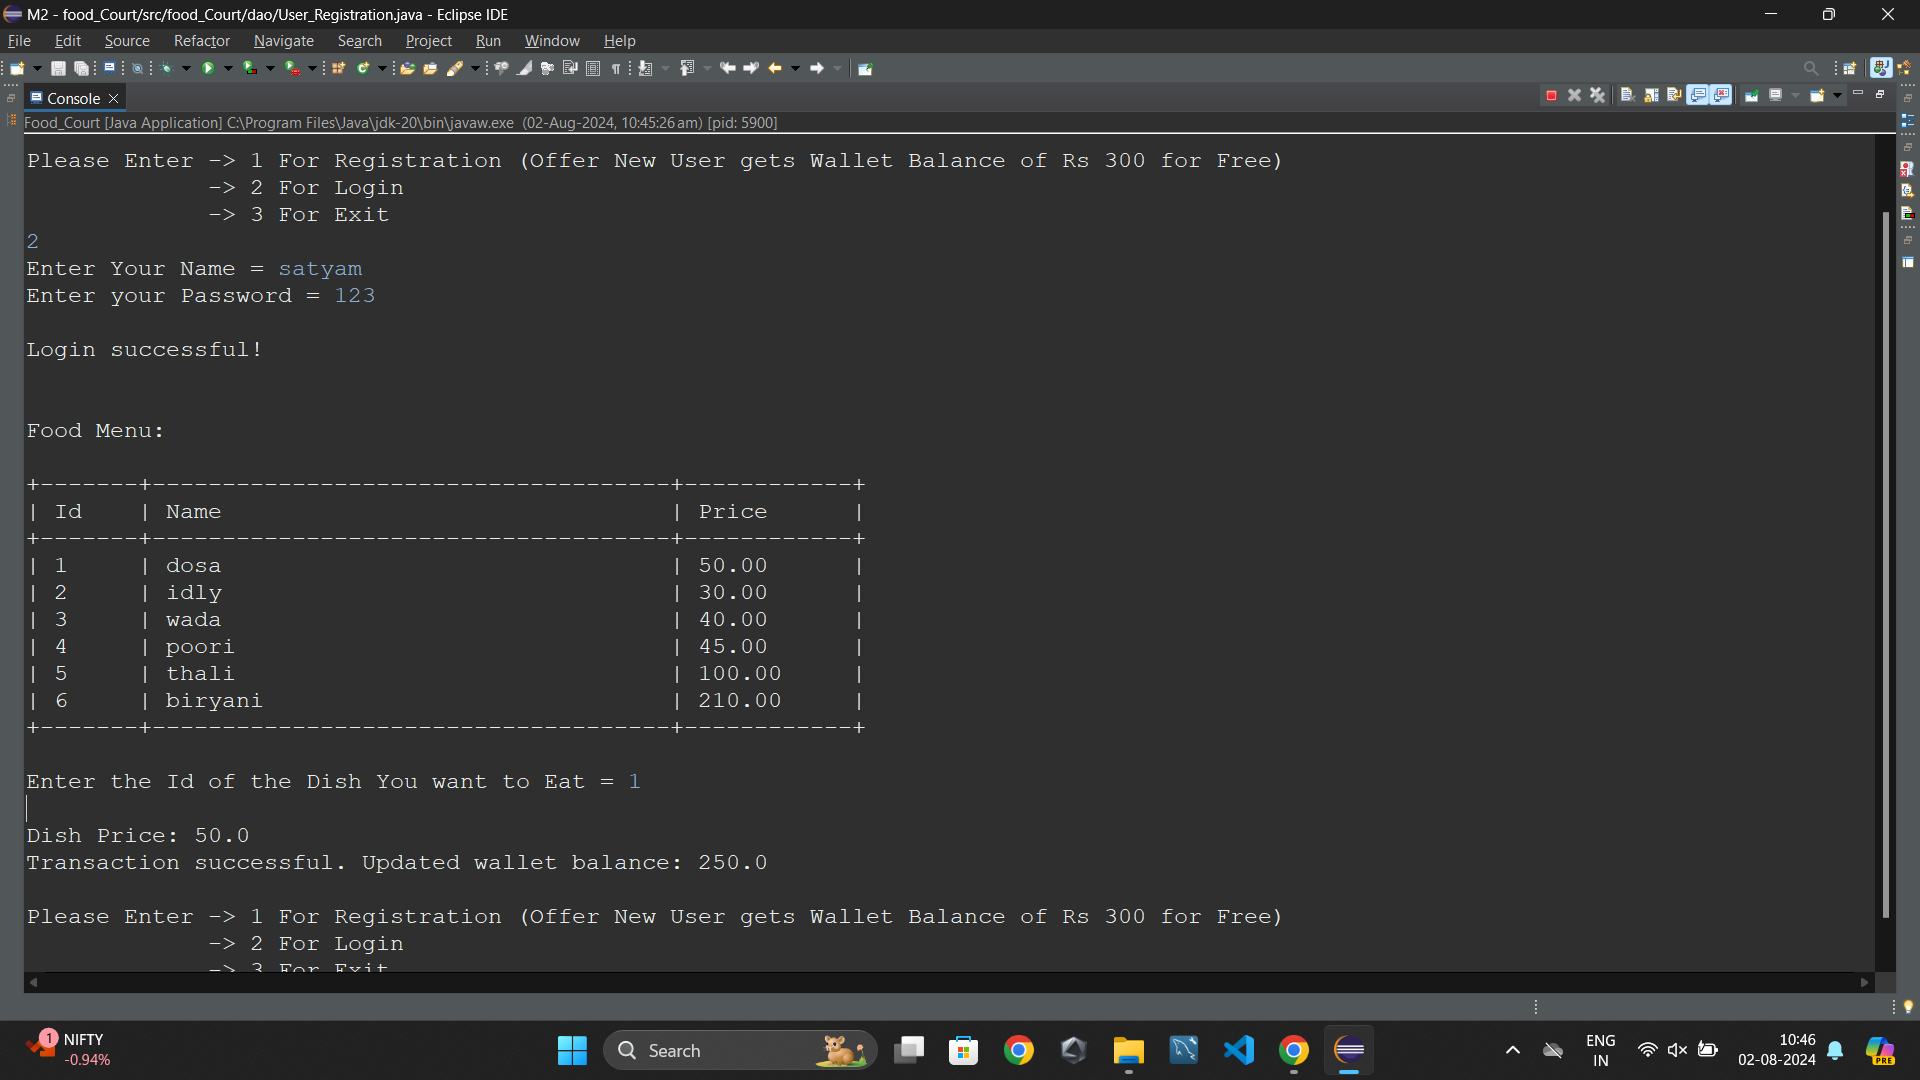 M2 - food_Court/src/food_Court/dao/User_Registration.java - Eclipse IDE
File Edit Source Refactor Navigate Search Project Run Window Help
Console
Food_Court [Java Application] C:\Program Files\Java\jdk-20\bin\javaw.exe (02-Aug-2024, 10:45:26 am) [pid: 5900]
Please Enter -> 1 For Registration (Offer New User gets Wallet Balance of Rs 300 for Free)
-> 2 For Login
-> 3 For Exit
2
Enter Your Name = satyam
Enter your Password = 123
Login successful!
Food Menu:
+-------+-------------------------------------+------------+
| Id | Name | Price |
+-------+-------------------------------------+------------+
| 1 | dosa | 50.00 |
| 2 | idly | 30.00 |
| 3 | wada | 40.00 |
| 4 | poori | 45.00 |
| 5 | thali | 100.00 |
| 6 | biryani | 210.00 |
+-------+-------------------------------------+------------+
Enter the Id of the Dish You want to Eat = 1
Dish Price: 50.0
Transaction successful. Updated wallet balance: 250.0
Please Enter -> 1 For Registration (Offer New User gets Wallet Balance of Rs 300 for Free)
-> 2 For Login
-> 3 For Exit
1 NIFTY
-0.94%
Search
ENG
IN
10:46
02-08-2024
PRE